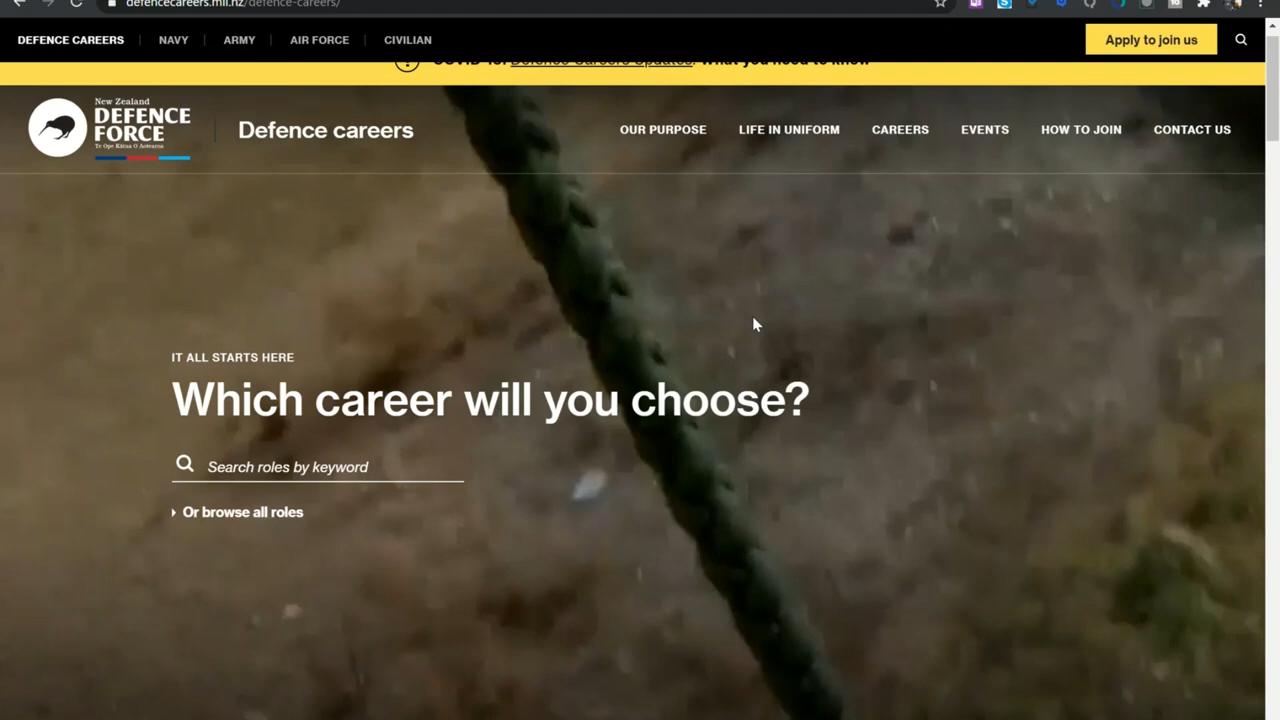 defencecareers.mil.nz/defence-careers/
DEFENCE CAREERS NAVY ARMY AIR FORCE CIVILIAN Apply to join us
Defence Careers Updates: What you need to know
New Zealand
DEFENCE
FORCE
Te Ope Kātua O Aotearoa
Defence careers
OUR PURPOSE LIFE IN UNIFORM CAREERS EVENTS HOW TO JOIN CONTACT US
IT ALL STARTS HERE
Which career will you choose?
Search roles by keyword
Or browse all roles